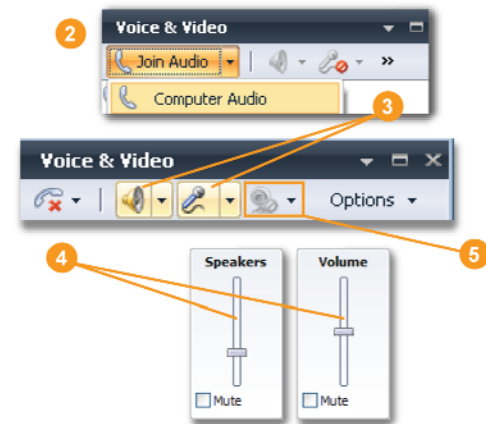 2
Voice & Video
Join Audio
»
Computer Audio
3
Voice & Video
Options
4
5
Speakers
Volume
Mute
Mute